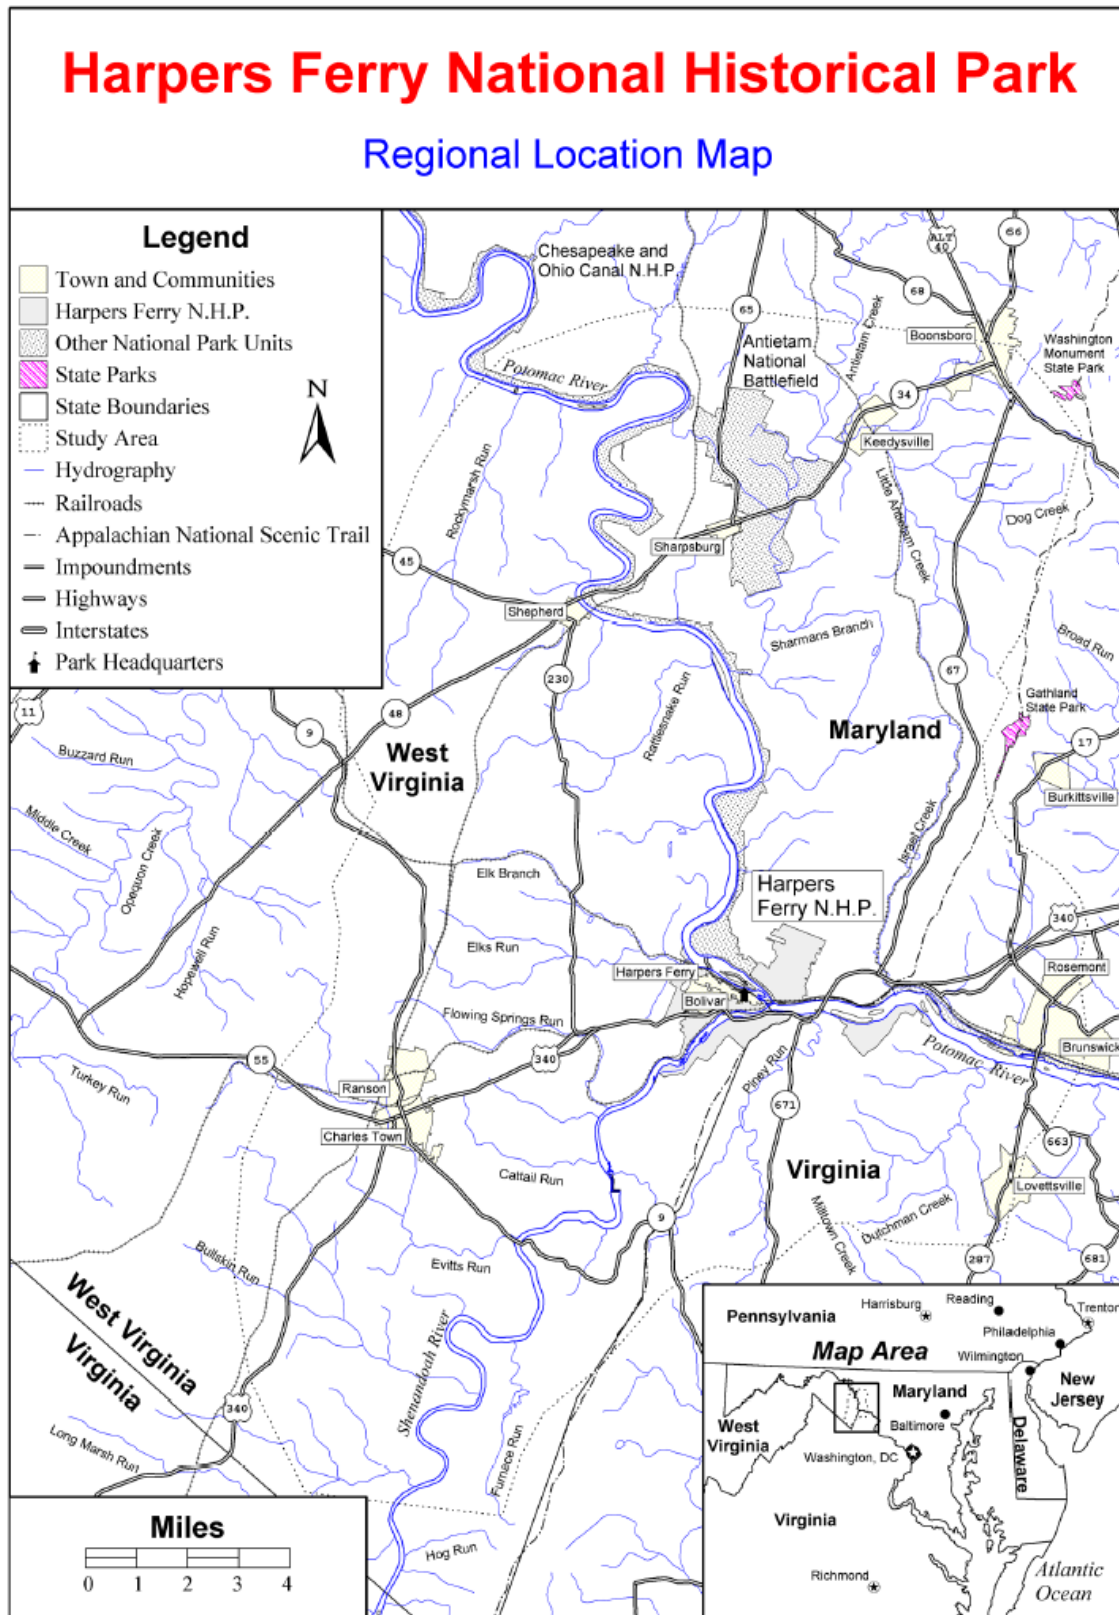 Harpers Ferry National Historical Park
Regional Location Map
Legend
Town and Communities
Harpers Ferry N.H.P.
Other National Park Units
State Parks
State Boundaries
Study Area
Hydrography
Railroads
Appalachian National Scenic Trail
Impoundments
Highways
Interstates
Park Headquarters
N
Chesapeake and
Ohio Canal N.H.P.
ALT
40
66
68
65
Boonsboro
Washington
Monument
State Park
Antietam
National
Battlefield
Antietam Creek
34
Potomac River
Keedysville
Rockymarsh Run
Little Antietam Creek
Dog Creek
Sharpsburg
45
Shepherd
Sharmans Branch
Broad Run
230
67
Rattlesnake Run
Gathland
State Park
11
9
48
West
Virginia
Maryland
17
Buzzard Run
Burkittsville
Middle Creek
Opequon Creek
Israel Creek
Elk Branch
Harpers
Ferry N.H.P.
340
Hopewell Run
Elks Run
Harpers Ferry
Rosemont
Bolivar
Flowing Springs Run
340
Brunswick
55
Potomac River
Turkey Run
Ranson
Piney Run
671
Charles Town
663
Cattail Run
Virginia
Lovettsville
Milltown Creek
Dutchman Creek
9
287
681
Bullskin Run
Evitts Run
West Virginia
Virginia
Shenandoah River
340
Long Marsh Run
Furnace Run
Hog Run
Miles
0 1 2 3 4
Pennsylvania
Harrisburg
Reading
Trenton
Philadelphia
Map Area
Wilmington
New
Jersey
Maryland
Baltimore
West
Virginia
Delaware
Washington, DC
Virginia
Richmond
Atlantic
Ocean